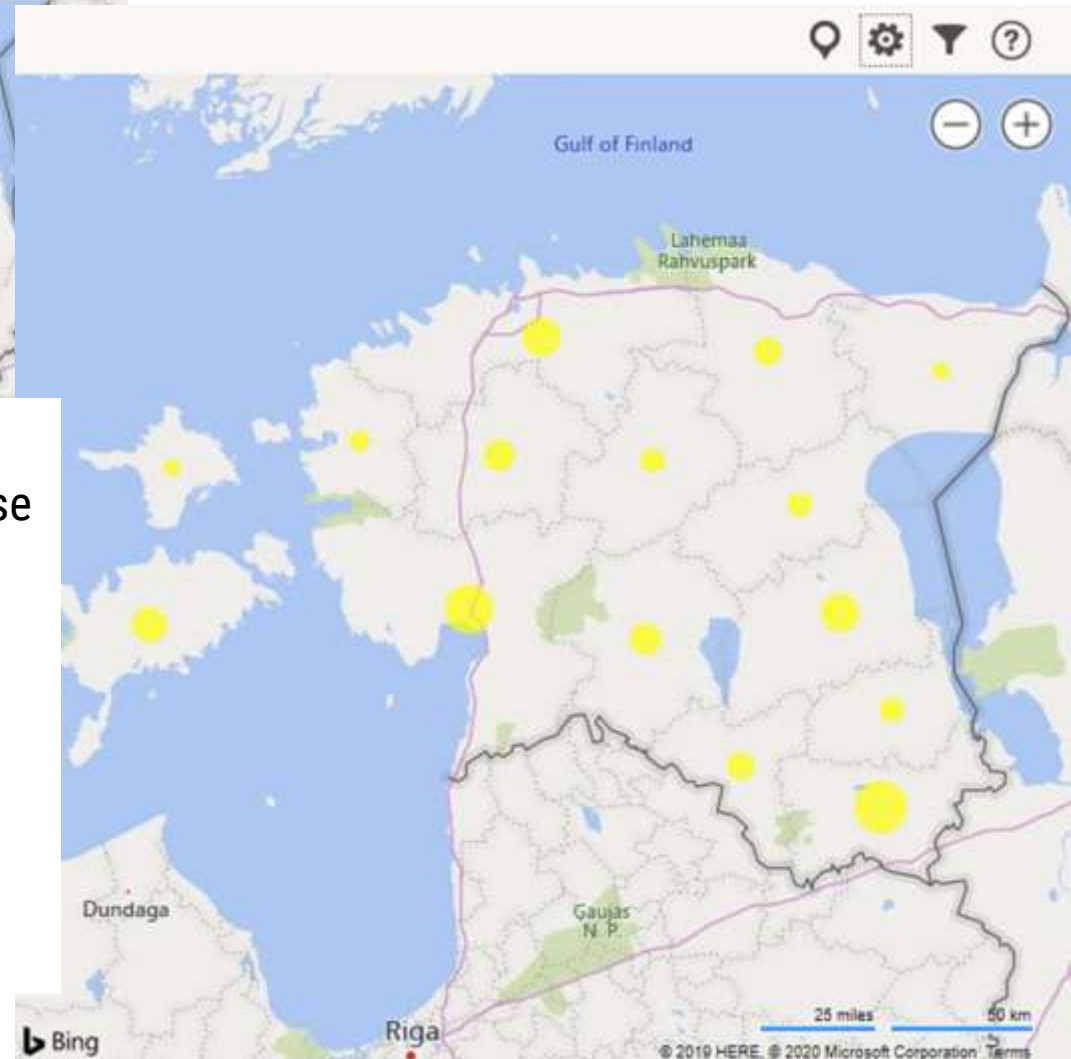 ?
− +
Gulf of Finland
Lahemaa
Rahvuspark
se
Dundaga
Gaujas
N. P.
Riga
25 miles 50 km
Bing
© 2019 HERE, © 2020 Microsoft Corporation Terms